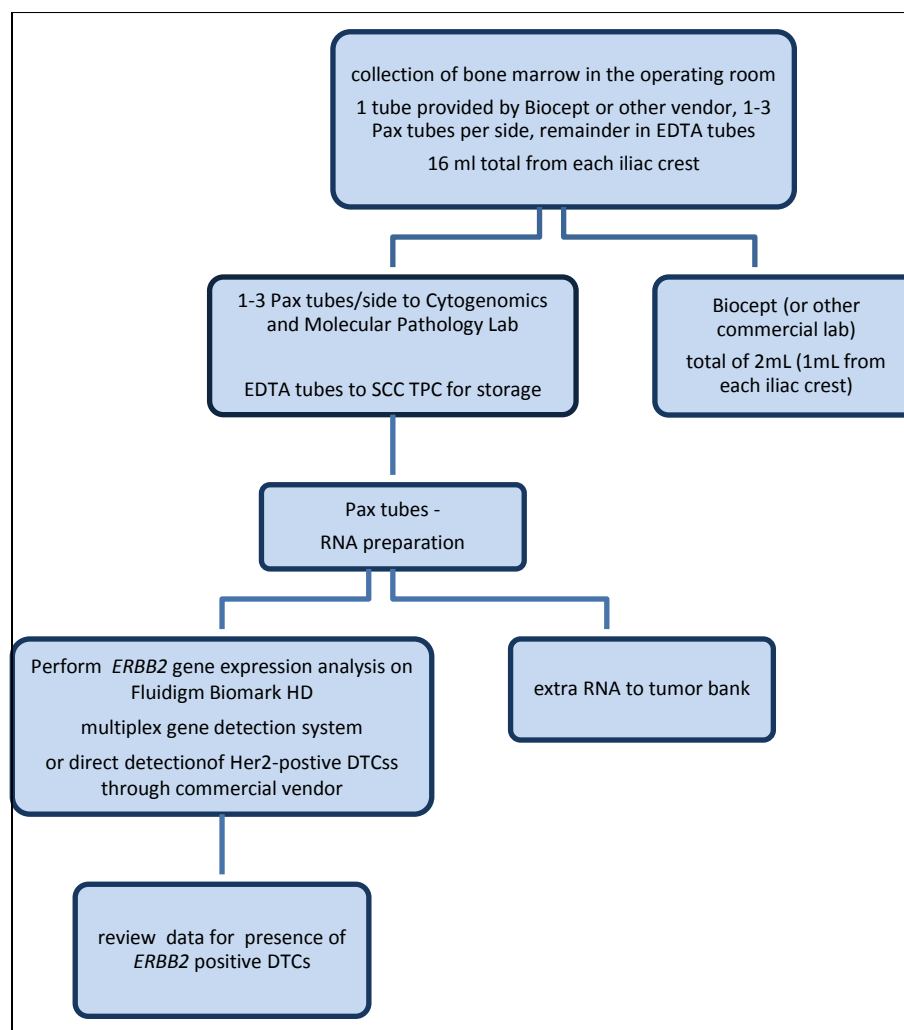 collection of bone marrow in the operating room
1 tube provided by Biocept or other vendor, 1-3
Pax tubes per side, remainder in EDTA tubes
16 ml total from each iliac crest
1-3 Pax tubes/side to Cytogenomics
and Molecular Pathology Lab
EDTA tubes to SCC TPC for storage
Biocept (or other
commercial lab)
total of 2mL (1mL from
each iliac crest)
Pax tubes -
RNA preparation
Perform ERBB2 gene expression analysis on
Fluidigm Biomark HD
multiplex gene detection system
or direct detectionof Her2-postive DTCss
through commercial vendor
extra RNA to tumor bank
review data for presence of
ERBB2 positive DTCs